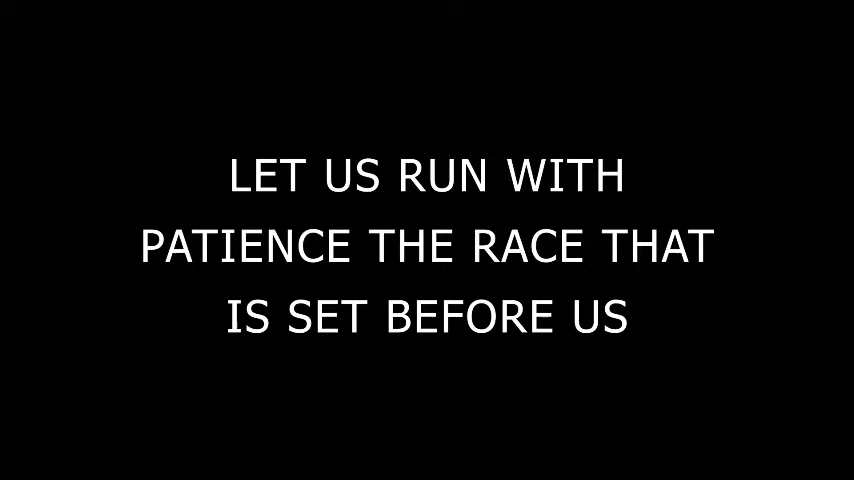 LET US RUN WITH
PATIENCE THE RACE THAT
IS SET BEFORE US